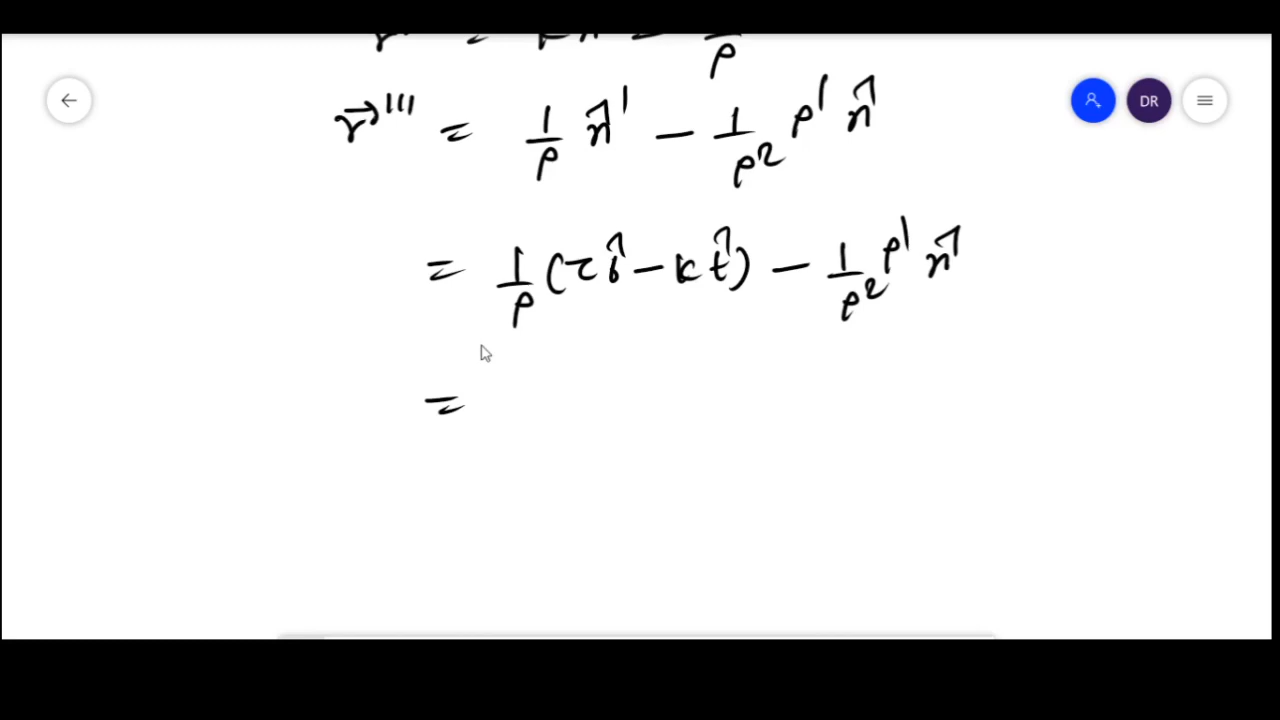 r⃗''' = 1/ρ n̂' − 1/ρ² ρ' n̂
DR
= 1/ρ (τ b̂ − k t̂) − 1/ρ² ρ' n̂
=